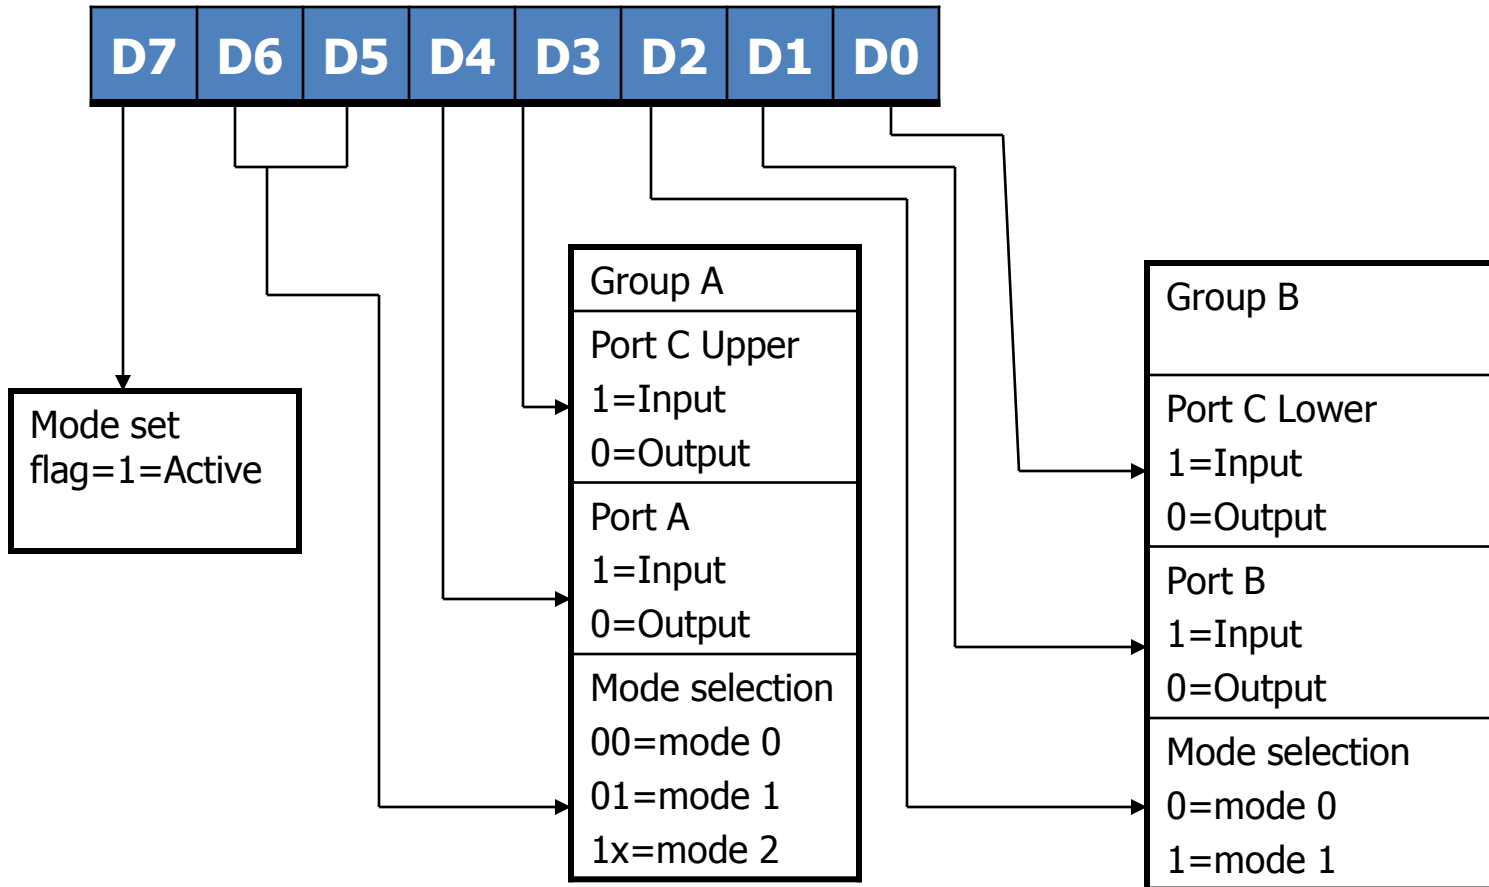 D7 D6 D5 D4 D3 D2 D1 D0
Mode set
flag=1=Active
Group A
Port C Upper
1=Input
0=Output
Port A
1=Input
0=Output
Mode selection
00=mode 0
01=mode 1
1x=mode 2
Group B
Port C Lower
1=Input
0=Output
Port B
1=Input
0=Output
Mode selection
0=mode 0
1=mode 1